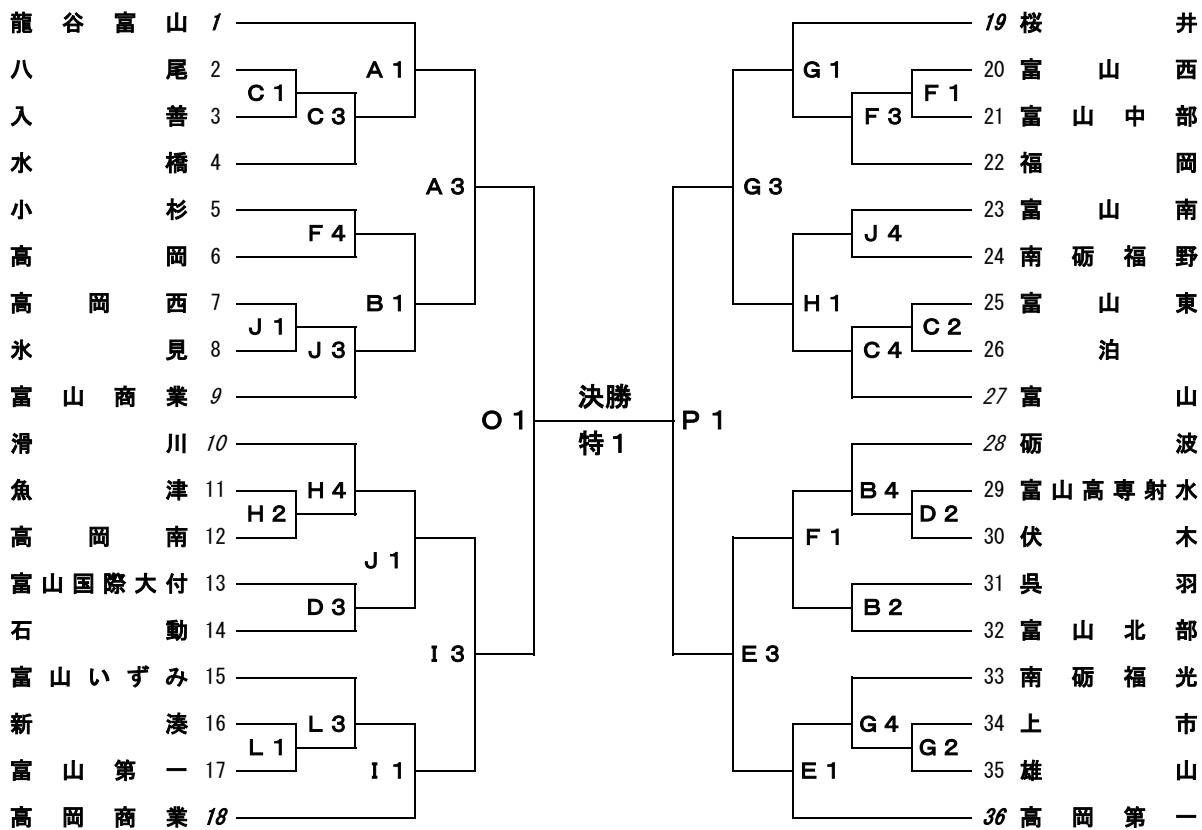 龍谷富山 1
八尾 2
入善 3
水橋 4
小杉 5
高岡 6
高岡西 7
氷見 8
富山商業 9
滑川 10
魚津 11
高岡南 12
富山国際大付 13
石動 14
富山いずみ 15
新湊 16
富山第一 17
高岡商業 18
C1
J1
H2
L1
C3
F4
J3
H4
D3
L3
A1
B1
J1
I1
A3
I3
O1
決勝
特1
P1
G3
E3
G1
H1
F1
E1
F3
J4
C4
B4
B2
G4
F1
C2
D2
G2
19 桜井
20 富山西
21 富山中部
22 福岡
23 富山南
24 南砺福野
25 富山東
26 泊
27 富山
28 砺波
29 富山高専射水
30 伏木
31 呉羽
32 富山北部
33 南砺福光
34 上市
35 雄山
36 高岡第一